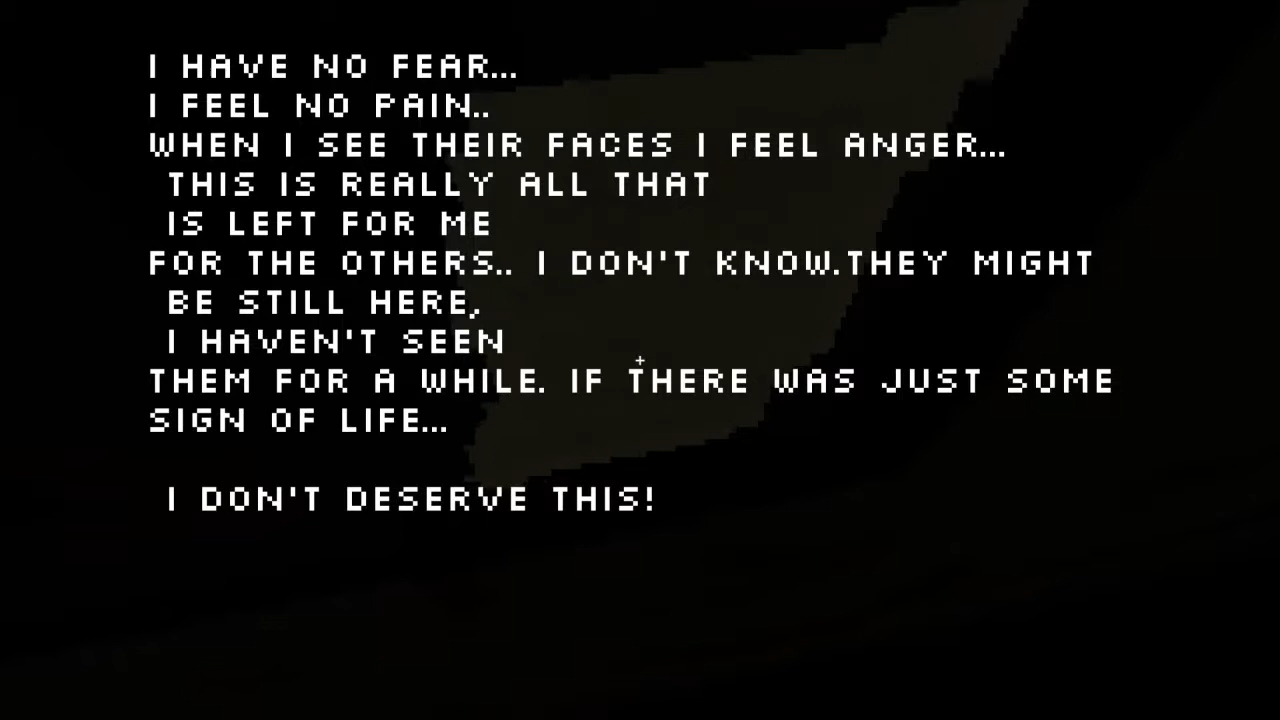 I HAVE NO FEAR...
I FEEL NO PAIN..
WHEN I SEE THEIR FACES I FEEL ANGER...
THIS IS REALLY ALL THAT
IS LEFT FOR ME
FOR THE OTHERS.. I DON'T KNOW.THEY MIGHT
BE STILL HERE,
I HAVEN'T SEEN
THEM FOR A WHILE. IF THERE WAS JUST SOME
SIGN OF LIFE...
I DON'T DESERVE THIS!